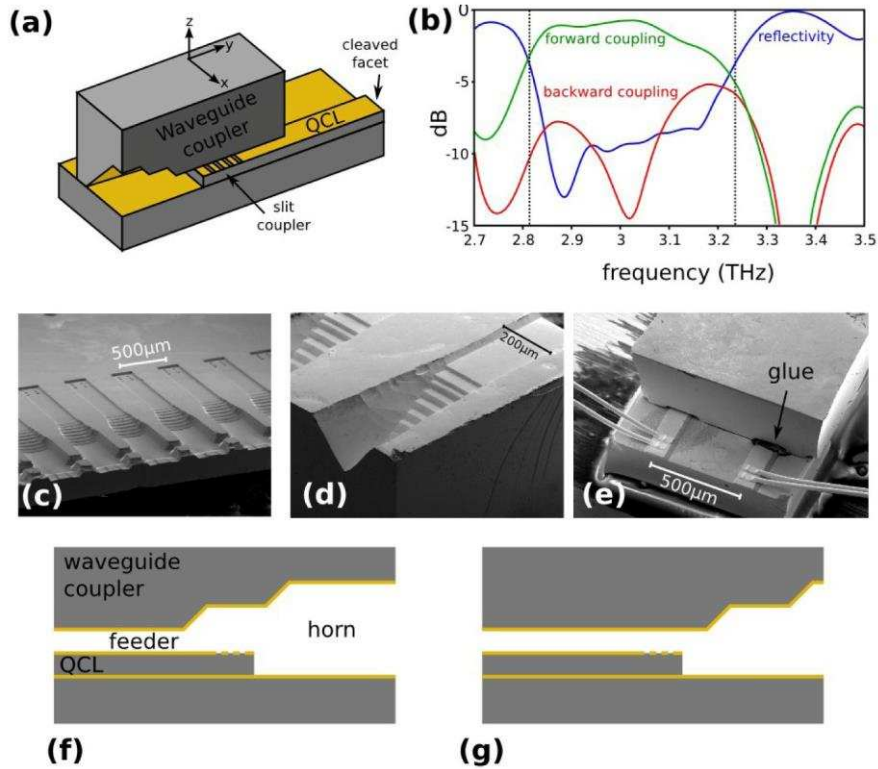 (a)
z
y
x
cleaved
facet
Waveguide
coupler
QCL
slit
coupler
(b)
0
-5
-10
-15
dB
forward coupling
reflectivity
backward coupling
2.7 2.8 2.9 3 3.1 3.2 3.3 3.4 3.5
frequency (THz)
500μm
(c)
200μm
(d)
glue
500μm
(e)
waveguide
coupler
feeder
horn
QCL
(f)
(g)